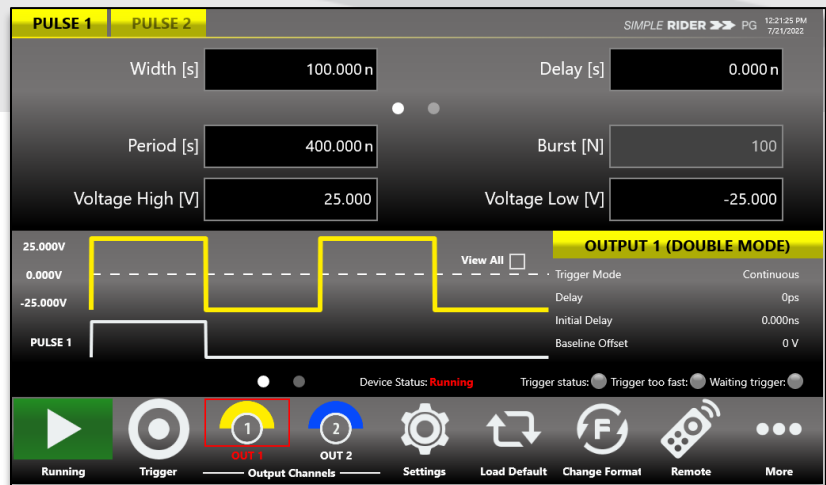 PULSE 1 PULSE 2 SIMPLE RIDER PG 12:21:25 PM
7/21/2022
Width [s] 100.000 n Delay [s] 0.000 n
Period [s] 400.000 n Burst [N] 100
Voltage High [V] 25.000 Voltage Low [V] -25.000
25.000V
0.000V
-25.000V
PULSE 1
View All
OUTPUT 1 (DOUBLE MODE)
Trigger Mode Continuous
Delay 0ps
Initial Delay 0.000ns
Baseline Offset 0 V
Device Status: Running Trigger status: Trigger too fast: Waiting trigger:
1 2 F
OUT 1 OUT 2
Running Trigger Output Channels Settings Load Default Change Format Remote More